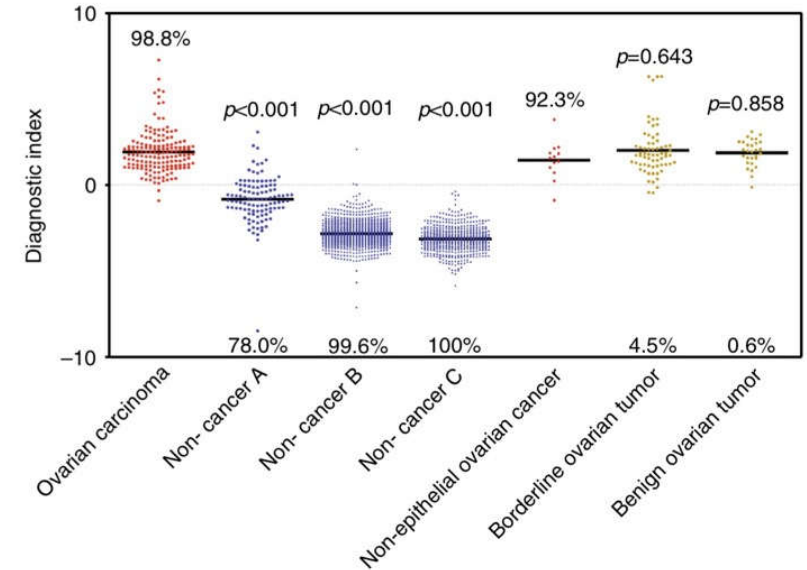 10
98.8%
p=0.643
p<0.001
p<0.001
p<0.001
92.3%
p=0.858
Diagnostic index
0
78.0%
99.6%
100%
4.5%
0.6%
−10
Ovarian carcinoma
Non- cancer A
Non- cancer B
Non- cancer C
Non-epithelial ovarian cancer
Borderline ovarian tumor
Benign ovarian tumor